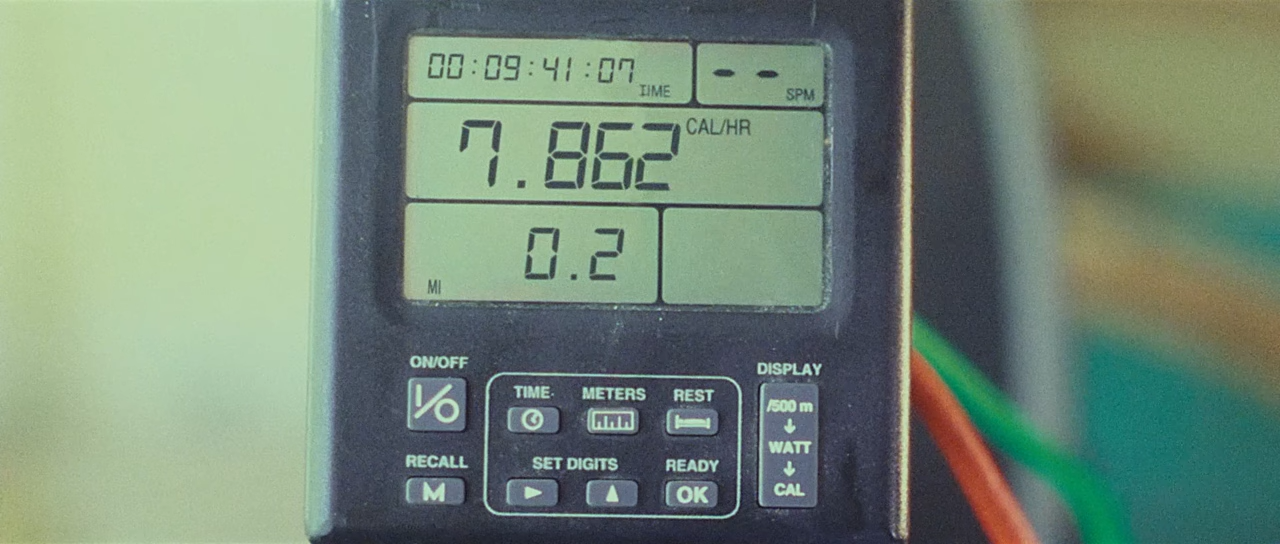 00:09:41:07 TIME
-- SPM
7.862 CAL/HR
0.2 MI
ON/OFF
I/O
TIME
METERS
REST
RECALL
M
SET DIGITS
READY
OK
DISPLAY
/500 m
WATT
CAL